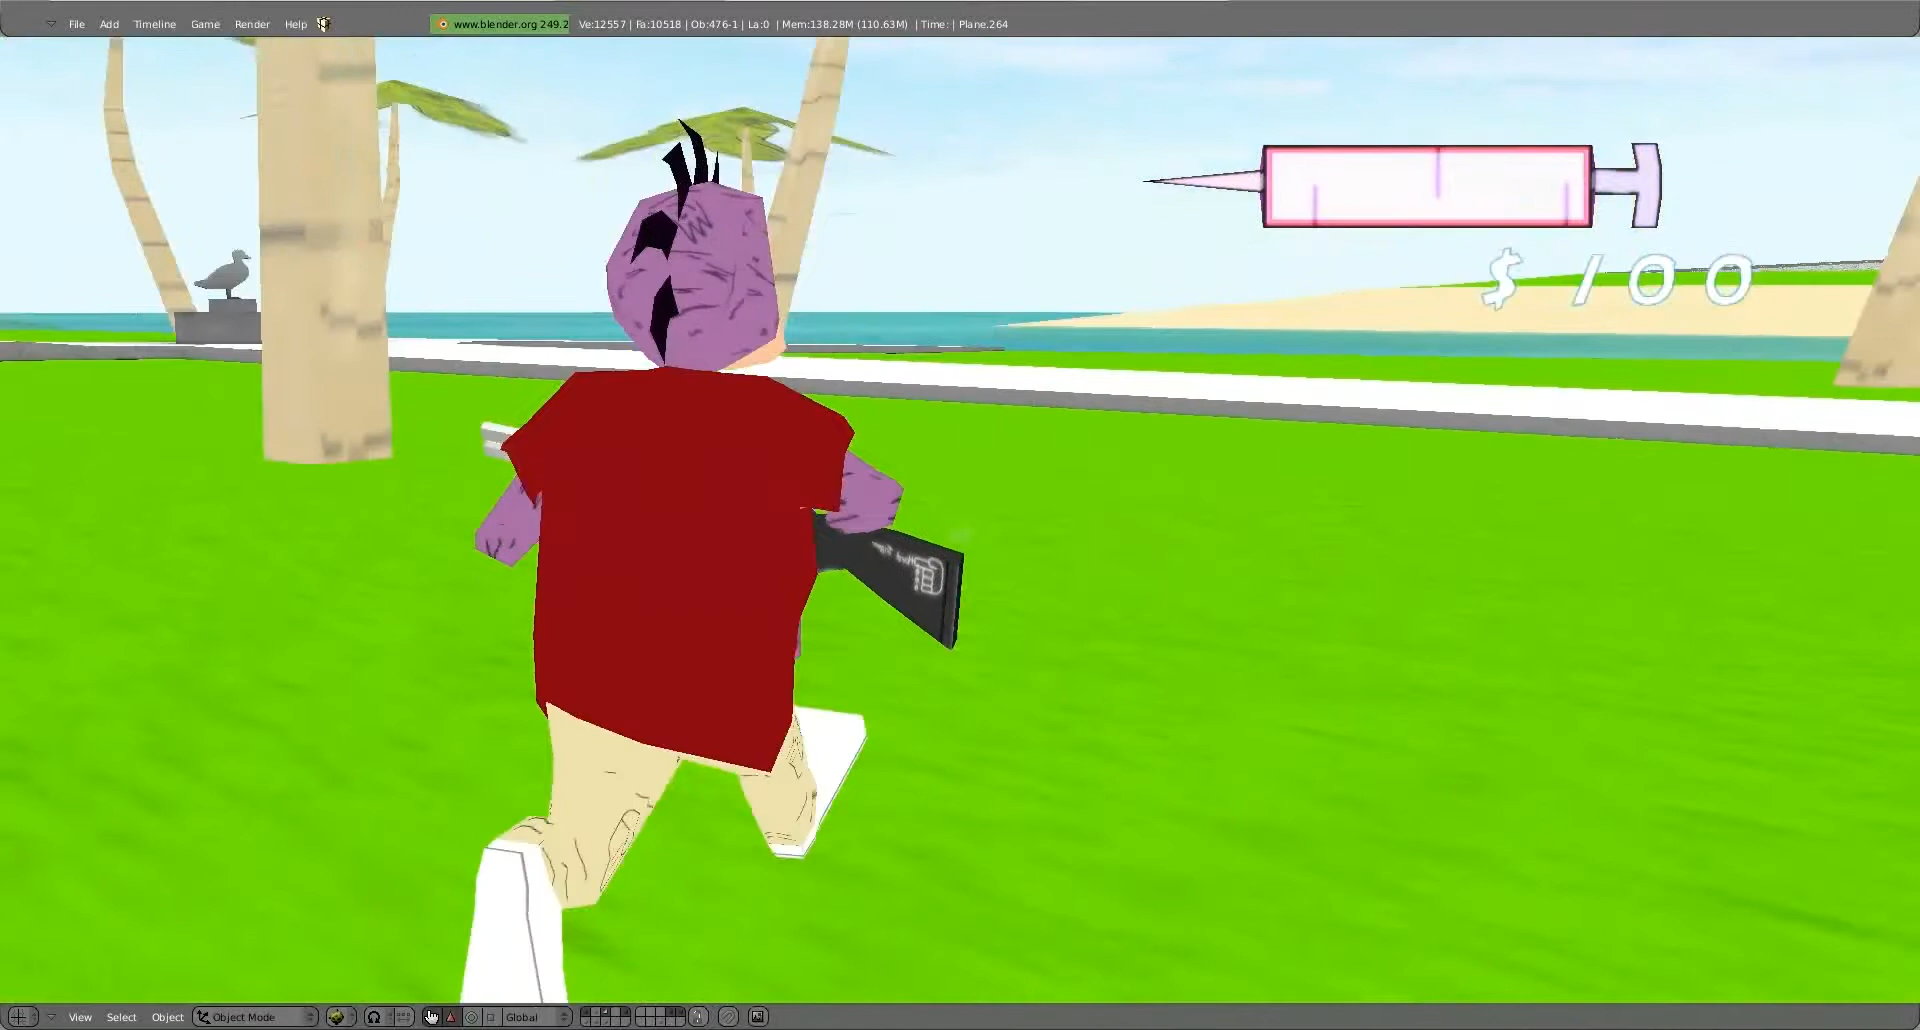 File Add Timeline Game Render Help www.blender.org 249.2 Ve:12557 | Fa:10518 | Ob:476-1 | La:0 | Mem:138.28M (110.63M) | Time: | Plane.264
$ 100
View Select Object Object Mode Global